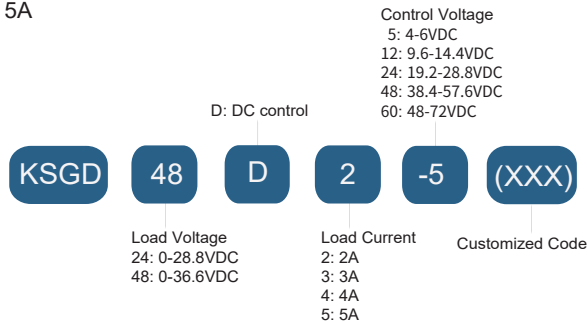 5A
Control Voltage
5: 4-6VDC
12: 9.6-14.4VDC
24: 19.2-28.8VDC
48: 38.4-57.6VDC
60: 48-72VDC
D: DC control
KSGD 48 D 2 -5 (XXX)
Load Voltage
24: 0-28.8VDC
48: 0-36.6VDC
Load Current
2: 2A
3: 3A
4: 4A
5: 5A
Customized Code